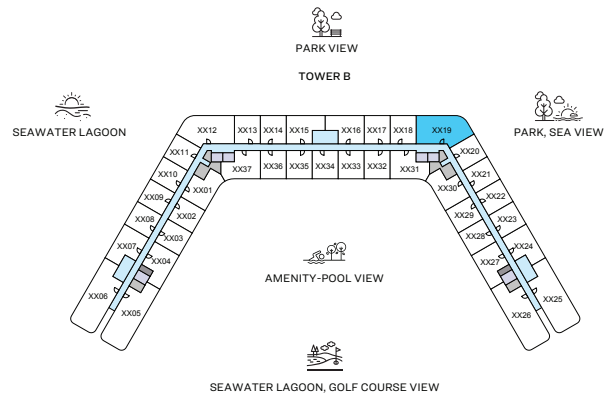 PARK VIEW
TOWER B
SEAWATER LAGOON
PARK, SEA VIEW
XX12
XX13
XX14
XX15
XX16
XX17
XX18
XX19
XX11
XX20
XX10
XX01
XX37
XX36
XX35
XX34
XX33
XX32
XX31
XX30
XX21
XX09
XX02
XX29
XX22
XX08
XX03
XX28
XX23
XX07
XX04
XX27
XX24
XX06
XX05
XX26
XX25
AMENITY-POOL VIEW
SEAWATER LAGOON, GOLF COURSE VIEW